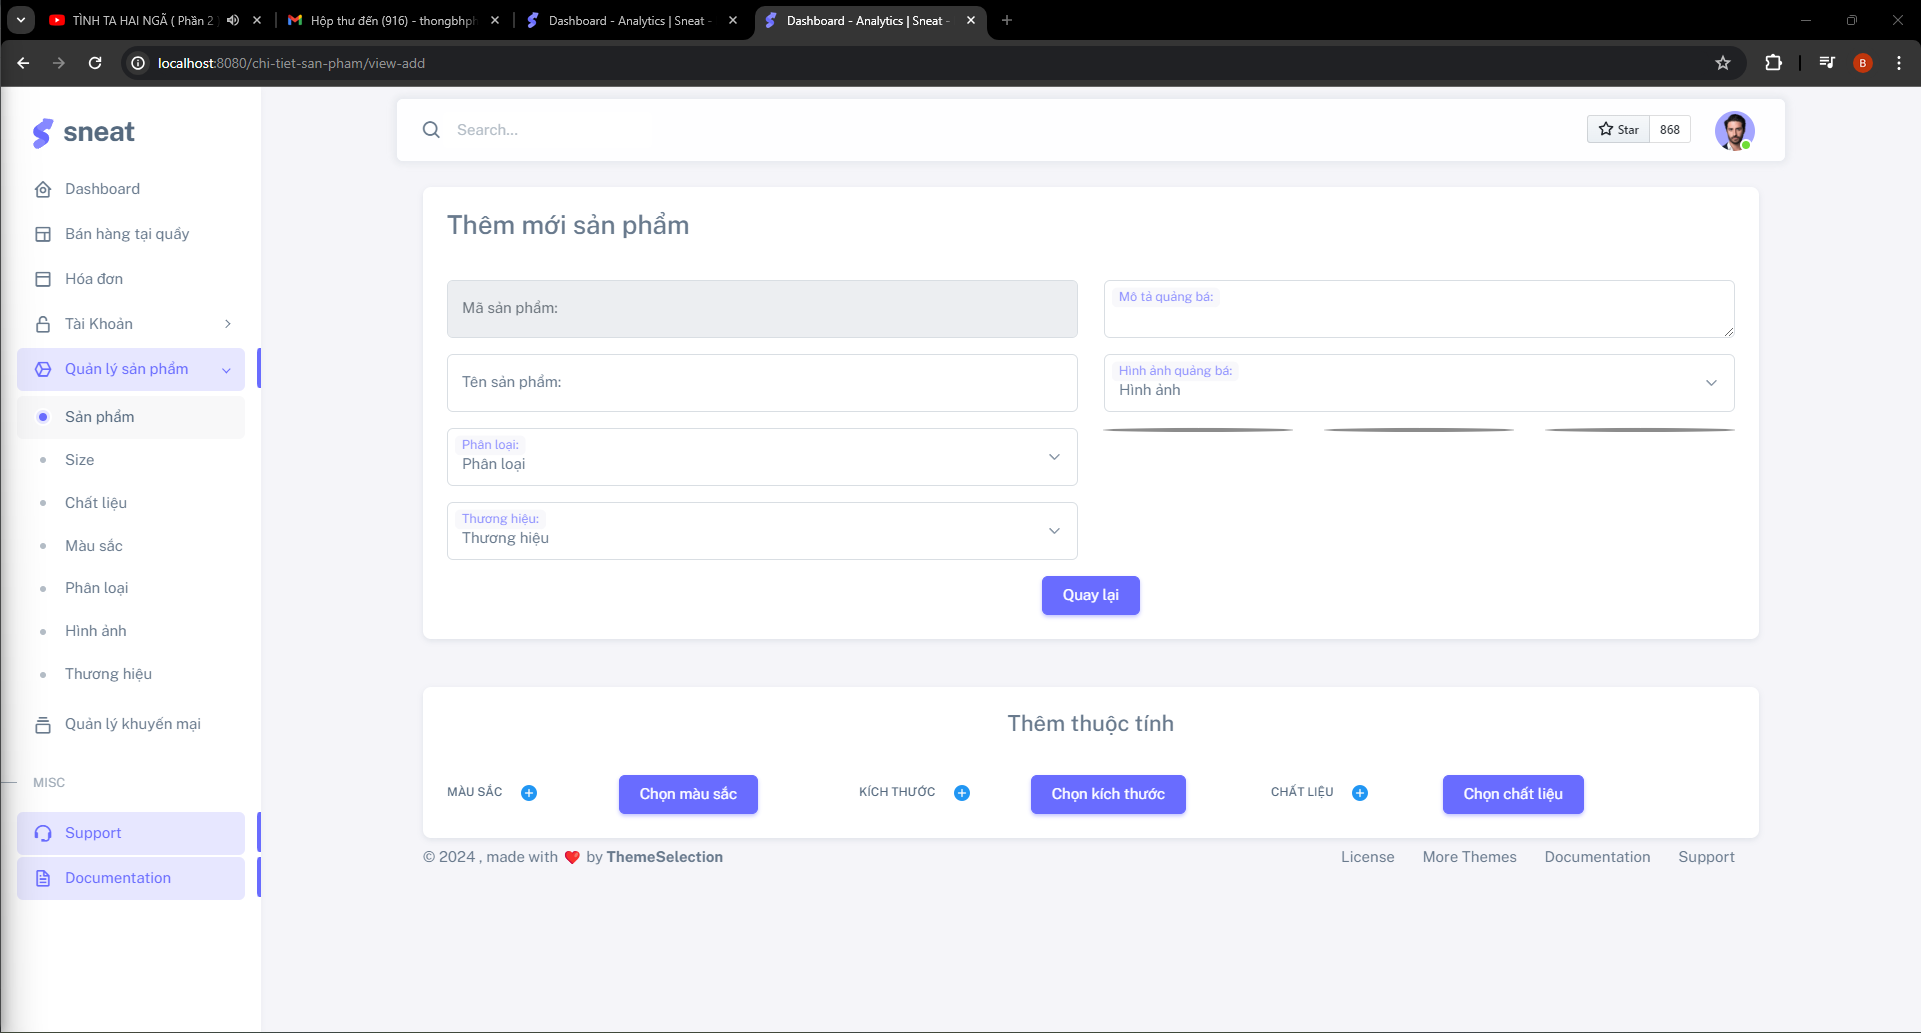 TÌNH TA HAI NGÃ ( Phần 2
Hộp thư đến (916) - thongbhph
Dashboard - Analytics | Sneat -
Dashboard - Analytics | Sneat -
localhost:8080/chi-tiet-san-pham/view-add
B
sneat
Search...
Star
868
Dashboard
Bán hàng tại quầy
Hóa đơn
Tài Khoản
Quản lý sản phẩm
Sản phẩm
Size
Chất liệu
Màu sắc
Phân loại
Hình ảnh
Thương hiệu
Quản lý khuyến mại
MISC
Support
Documentation
Thêm mới sản phẩm
Mã sản phẩm:
Mô tả quảng bá:
Tên sản phẩm:
Hình ảnh quảng bá:
Hình ảnh
Phân loại:
Phân loại
Thương hiệu:
Thương hiệu
Quay lại
Thêm thuộc tính
MÀU SẮC
Chọn màu sắc
KÍCH THƯỚC
Chọn kích thước
CHẤT LIỆU
Chọn chất liệu
© 2024 , made with ❤️ by ThemeSelection
License
More Themes
Documentation
Support